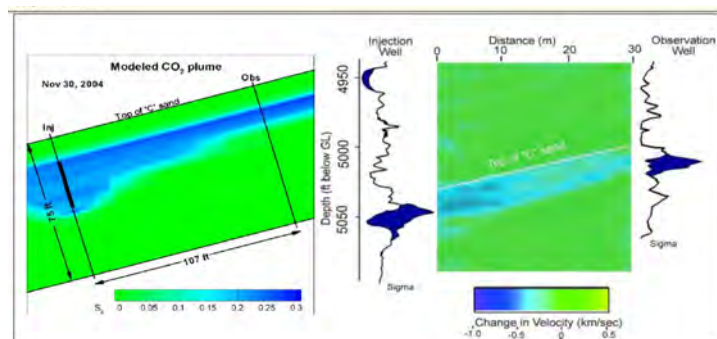 Modeled CO₂ plume
Nov 30, 2004
Obs
Top of "C" sand
Inj
75 ft
107 ft
0 0.05 0.1 0.15 0.2 0.25 0.3
Injection
Well
Distance (m)
Observation
Well
0 10 20 30
4950
5000
5050
Depth (ft below GL)
Top of "C" sand
Sigma
Sigma
Change in Velocity (km/sec)
-1.0 -0.5 0 0.5